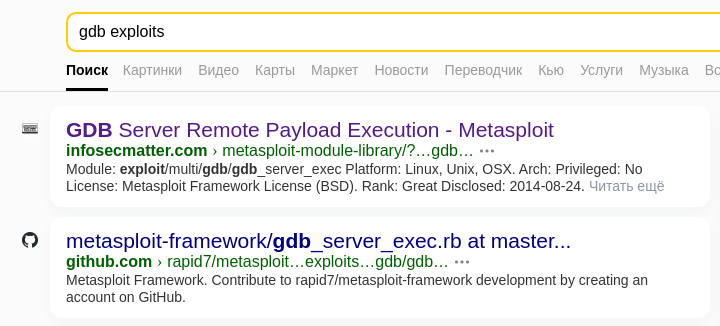 gdb exploits
Поиск Картинки Видео Карты Маркет Новости Переводчик Кью Услуги Музыка Вс
GDB Server Remote Payload Execution - Metasploit
infosecmatter.com › metasploit-module-library/?…gdb…
Module: exploit/multi/gdb/gdb_server_exec Platform: Linux, Unix, OSX. Arch: Privileged: No
License: Metasploit Framework License (BSD). Rank: Great Disclosed: 2014-08-24. Читать ещё
metasploit-framework/gdb_server_exec.rb at master...
github.com › rapid7/metasploit…exploits…gdb/gdb…
Metasploit Framework. Contribute to rapid7/metasploit-framework development by creating an
account on GitHub.